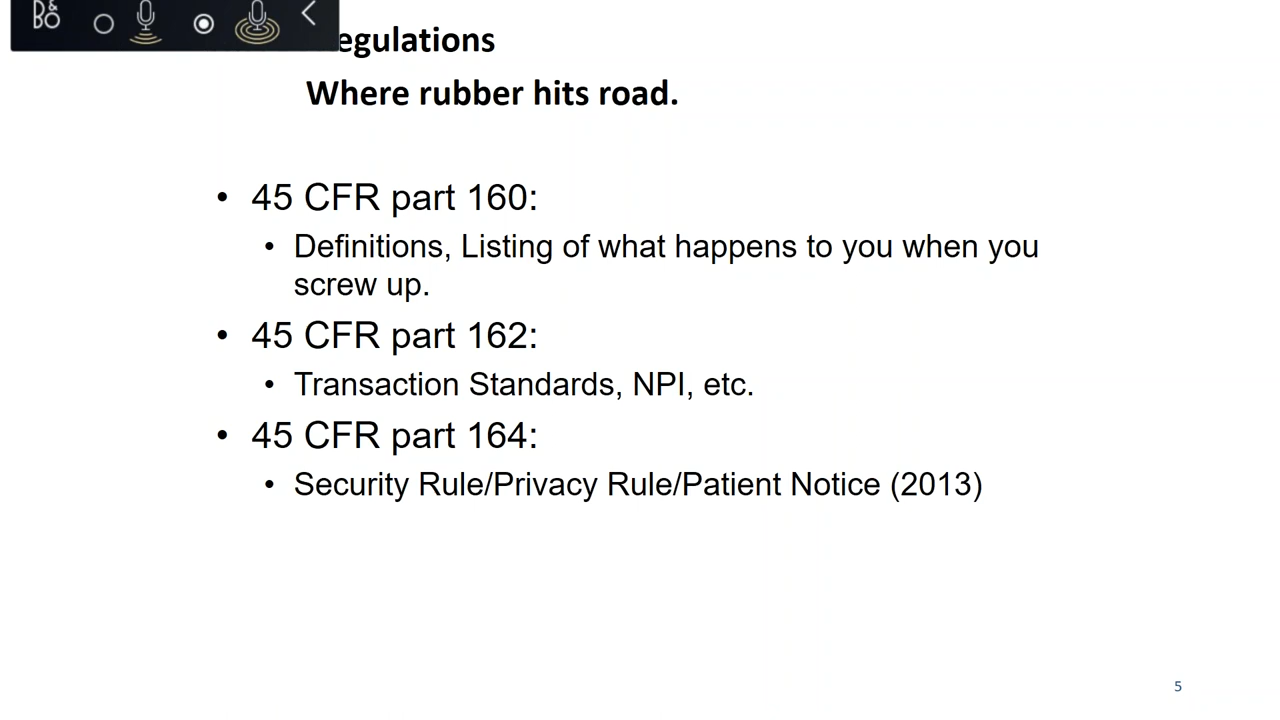 B&O
egulations
Where rubber hits road.
• 45 CFR part 160:
• Definitions, Listing of what happens to you when you
screw up.
• 45 CFR part 162:
• Transaction Standards, NPI, etc.
• 45 CFR part 164:
• Security Rule/Privacy Rule/Patient Notice (2013)
5